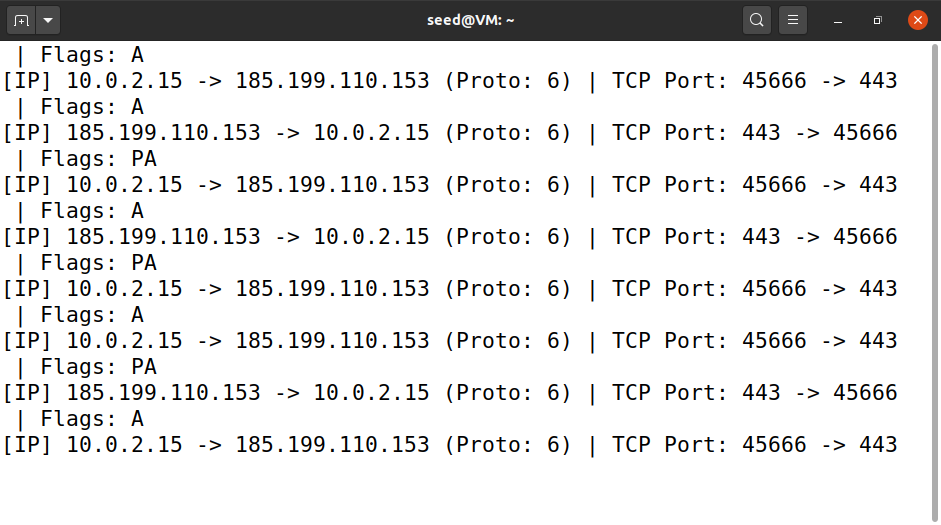 seed@VM: ~
| Flags: A
[IP] 10.0.2.15 -> 185.199.110.153 (Proto: 6) | TCP Port: 45666 -> 443
| Flags: A
[IP] 185.199.110.153 -> 10.0.2.15 (Proto: 6) | TCP Port: 443 -> 45666
| Flags: PA
[IP] 10.0.2.15 -> 185.199.110.153 (Proto: 6) | TCP Port: 45666 -> 443
| Flags: A
[IP] 185.199.110.153 -> 10.0.2.15 (Proto: 6) | TCP Port: 443 -> 45666
| Flags: PA
[IP] 10.0.2.15 -> 185.199.110.153 (Proto: 6) | TCP Port: 45666 -> 443
| Flags: A
[IP] 10.0.2.15 -> 185.199.110.153 (Proto: 6) | TCP Port: 45666 -> 443
| Flags: PA
[IP] 185.199.110.153 -> 10.0.2.15 (Proto: 6) | TCP Port: 443 -> 45666
| Flags: A
[IP] 10.0.2.15 -> 185.199.110.153 (Proto: 6) | TCP Port: 45666 -> 443